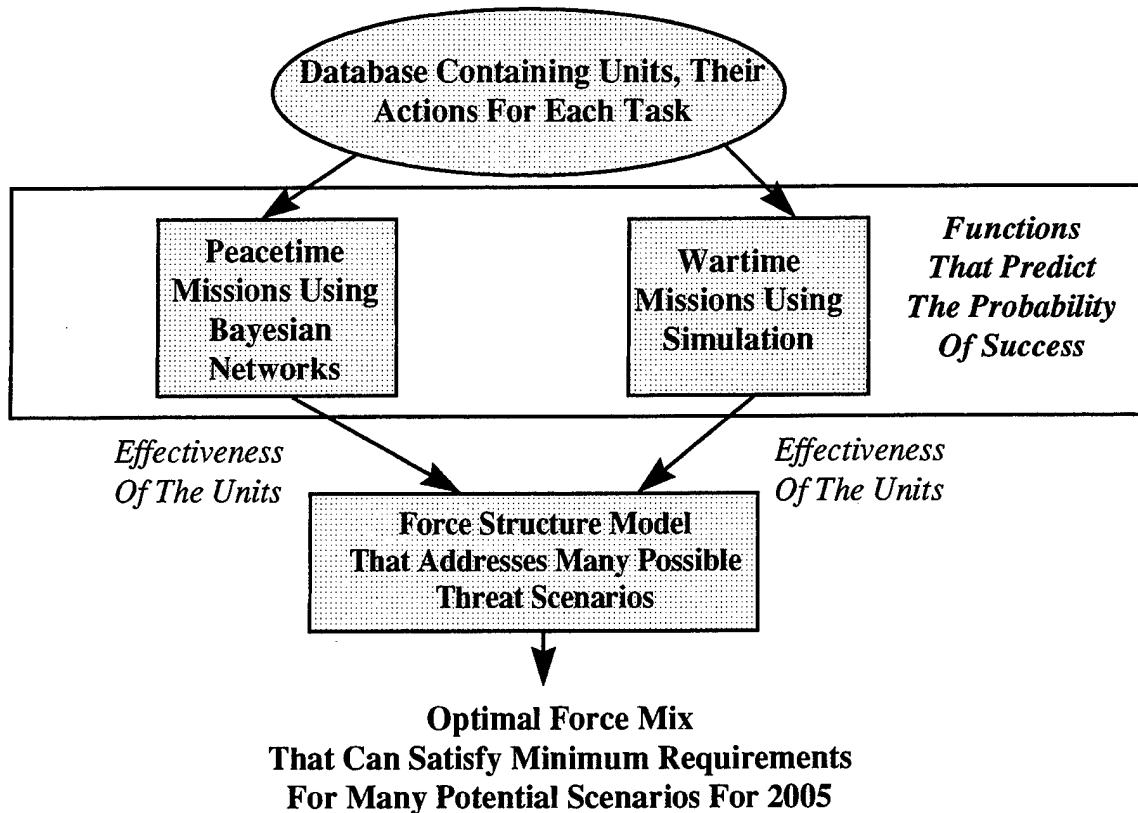 Database Containing Units, Their
Actions For Each Task
Peacetime
Missions Using
Bayesian
Networks
Wartime
Missions Using
Simulation
Functions
That Predict
The Probability
Of Success
Effectiveness
Of The Units
Effectiveness
Of The Units
Force Structure Model
That Addresses Many Possible
Threat Scenarios
Optimal Force Mix
That Can Satisfy Minimum Requirements
For Many Potential Scenarios For 2005